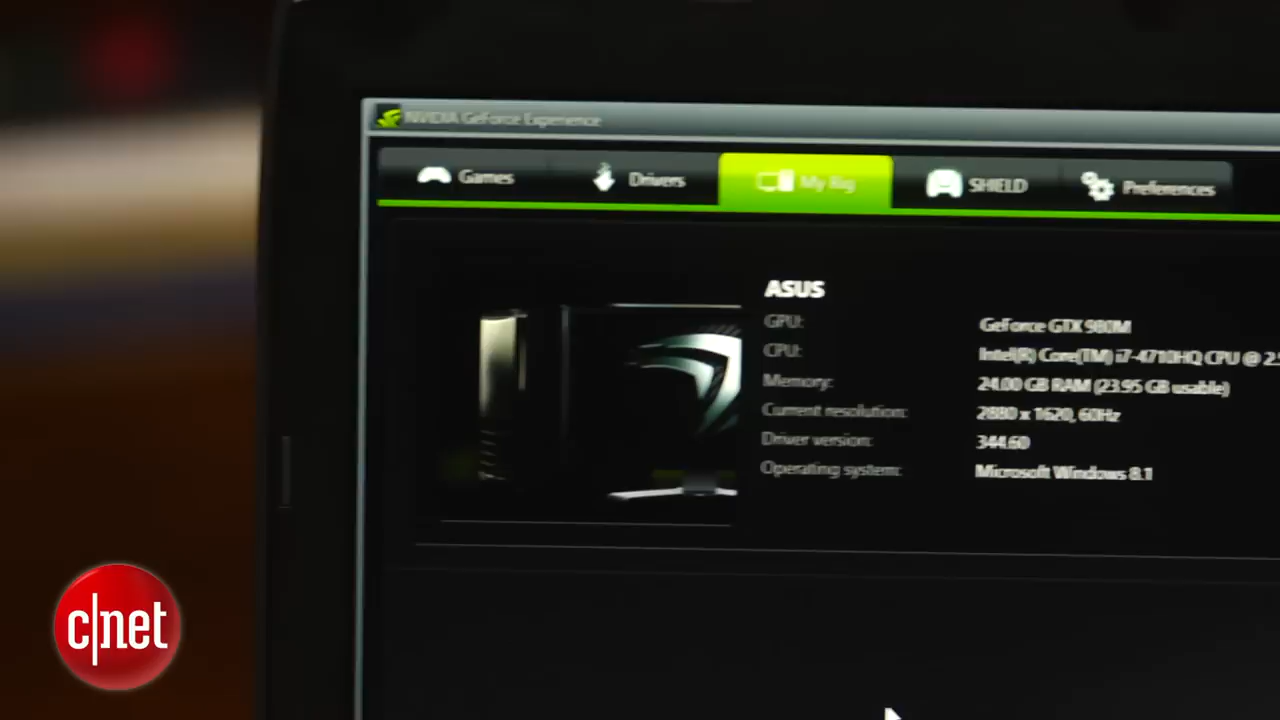 NVIDIA GeForce Experience
Games Drivers My Rig SHIELD Preferences
ASUS
GPU: GeForce GTX 980M
CPU: Intel(R) Core(TM) i7-4710HQ CPU @ 2.5
Memory: 24.00 GB RAM (23.95 GB usable)
Current resolution: 2880 x 1620, 60Hz
Driver version: 344.60
Operating system: Microsoft Windows 8.1
c|net